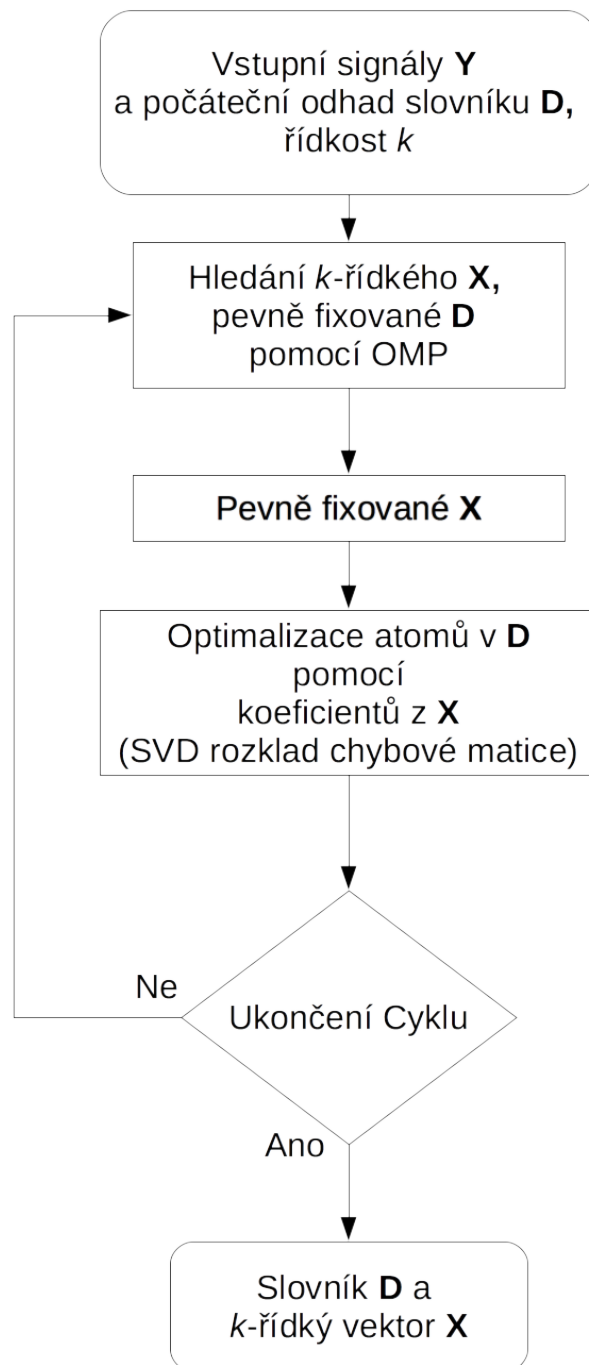 Vstupní signály Y
a počáteční odhad slovníku D,
řídkost k
Hledání k-řídkého X,
pevně fixované D
pomocí OMP
Pevně fixované X
Optimalizace atomů v D
pomocí
koeficientů z X
(SVD rozklad chybové matice)
Ne
Ukončení Cyklu
Ano
Slovník D a
k-řídký vektor X